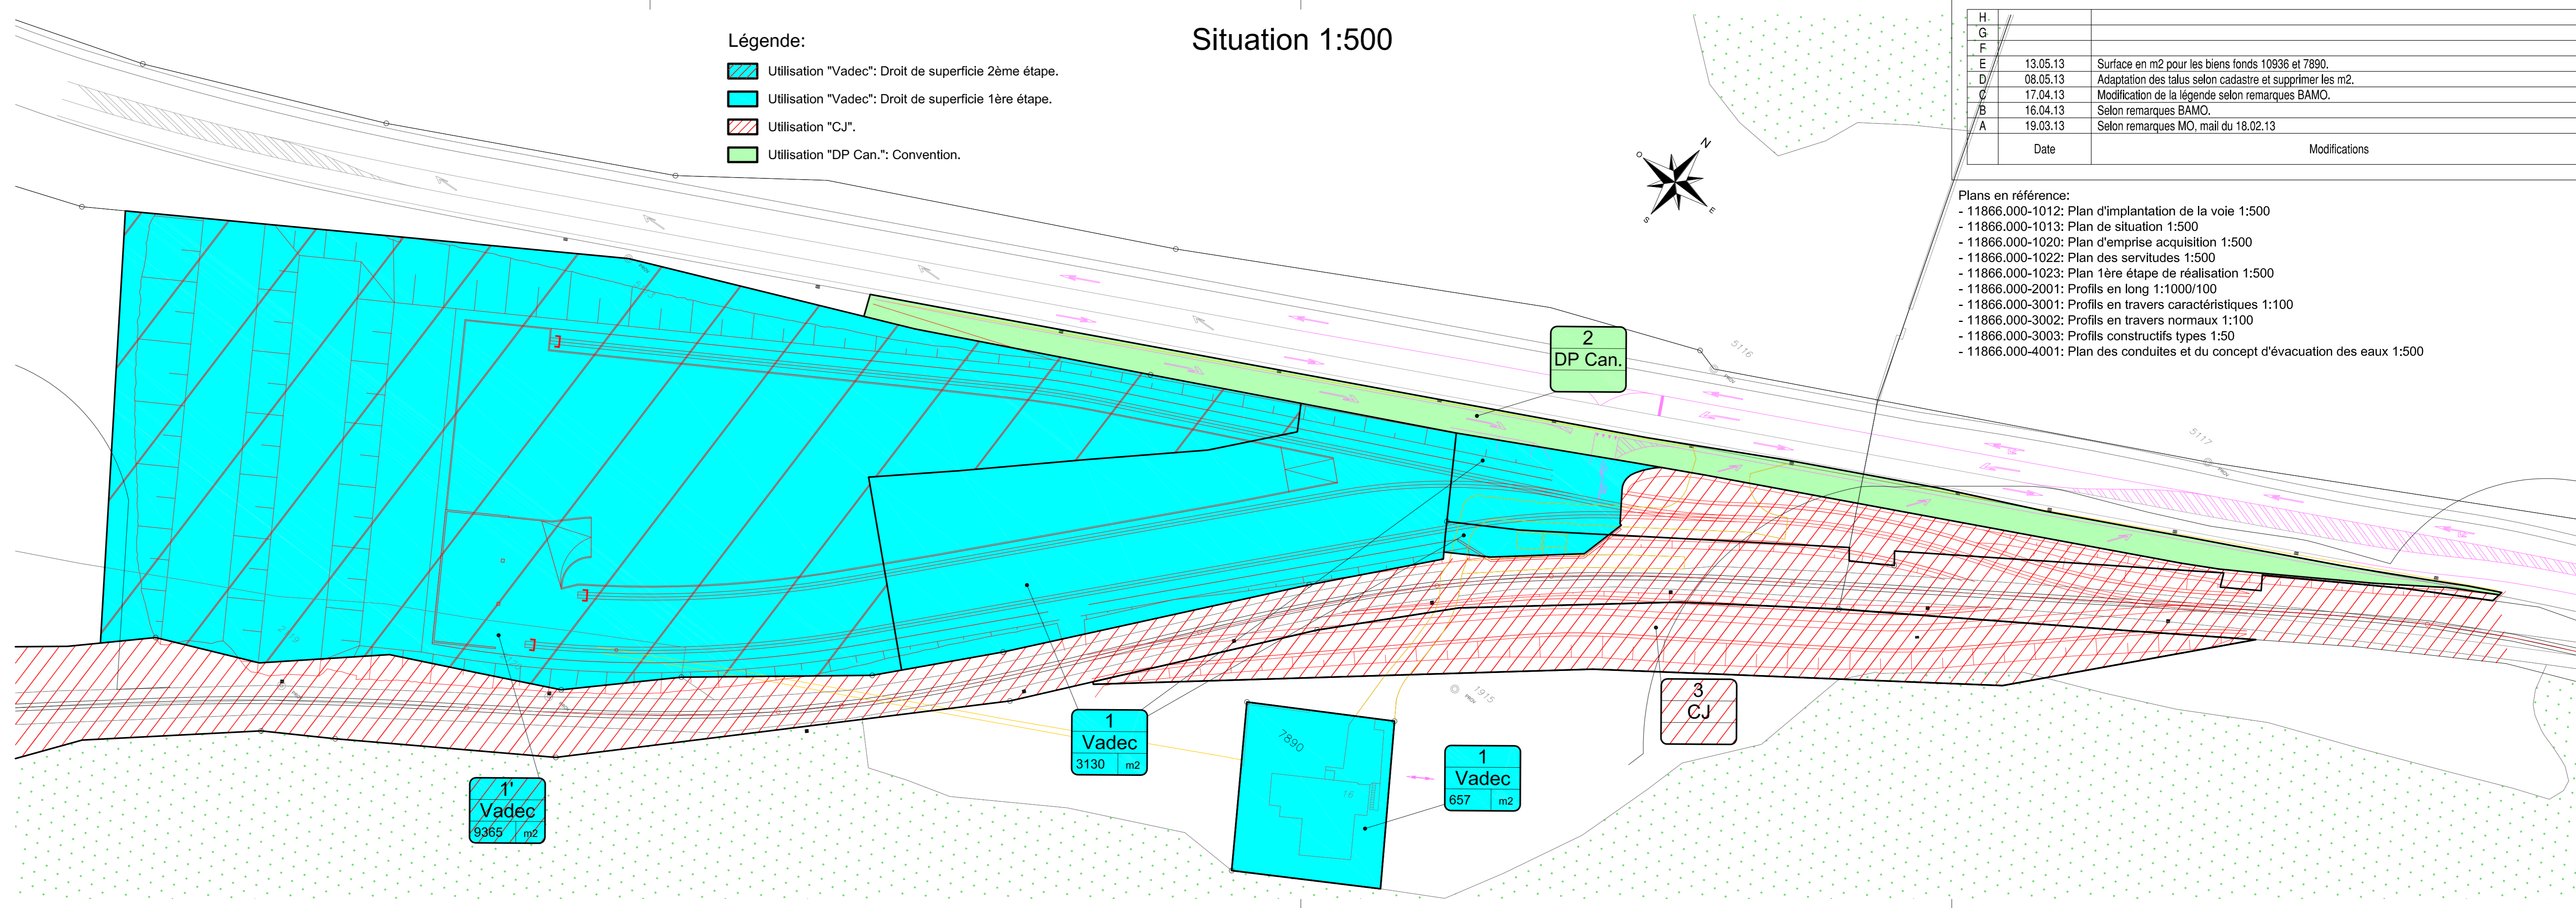 Situation 1:500
Légende:
Utilisation "Vadec": Droit de superficie 2ème étape.
Utilisation "Vadec": Droit de superficie 1ère étape.
Utilisation "CJ".
Utilisation "DP Can.": Convention.
H
G
F
E 13.05.13 Surface en m2 pour les biens fonds 10936 et 7890.
D 08.05.13 Adaptation des talus selon cadastre et supprimer les m2.
C 17.04.13 Modification de la légende selon remarques BAMO.
B 16.04.13 Selon remarques BAMO.
A 19.03.13 Selon remarques MO, mail du 18.02.13
Date Modifications
N
O
E
S
Plans en référence:
- 11866.000-1012: Plan d'implantation de la voie 1:500
- 11866.000-1013: Plan de situation 1:500
- 11866.000-1020: Plan d'emprise acquisition 1:500
- 11866.000-1022: Plan des servitudes 1:500
- 11866.000-1023: Plan 1ère étape de réalisation 1:500
- 11866.000-2001: Profils en long 1:1000/100
- 11866.000-3001: Profils en travers caractéristiques 1:100
- 11866.000-3002: Profils en travers normaux 1:100
- 11866.000-3003: Profils constructifs types 1:50
- 11866.000-4001: Plan des conduites et du concept d'évacuation des eaux 1:500
2
DP Can.
5116
PROV
5117
PROV
PROV
PROV
PROV
1915
PROV
3
CJ
1
Vadec
3130 m2
7890
16
1
Vadec
657 m2
1'
Vadec
9365 m2